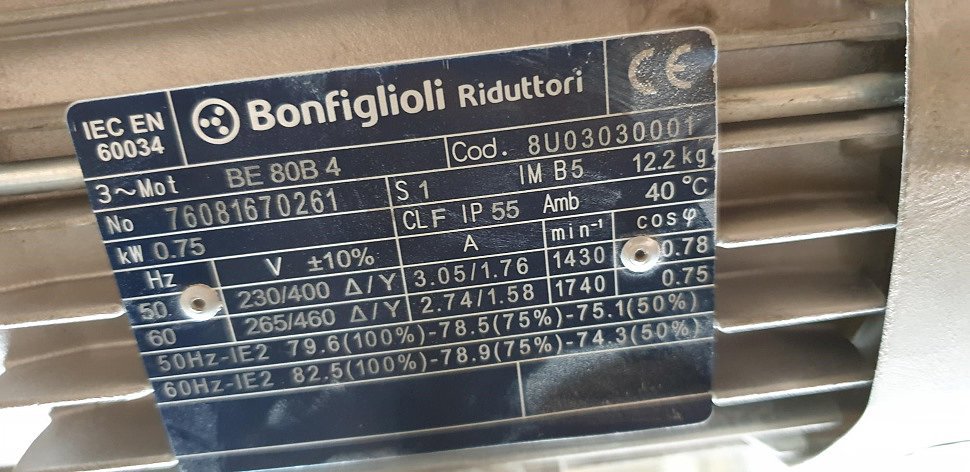 IEC EN 60034 Bonfiglioli Riduttori CE
3~Mot BE 80B 4 Cod. 8U03030001
No 76081670261 S1 IM B5 12.2 kg
kW 0.75 CLF IP 55 Amb 40 °C
Hz V ±10% A min⁻¹ cosφ
50 230/400 Δ/Y 3.05/1.76 1430 0.78
60 265/460 Δ/Y 2.74/1.58 1740 0.75
50Hz-IE2 79.6(100%)-78.5(75%)-75.1(50%)
60Hz-IE2 82.5(100%)-78.9(75%)-74.3(50%)